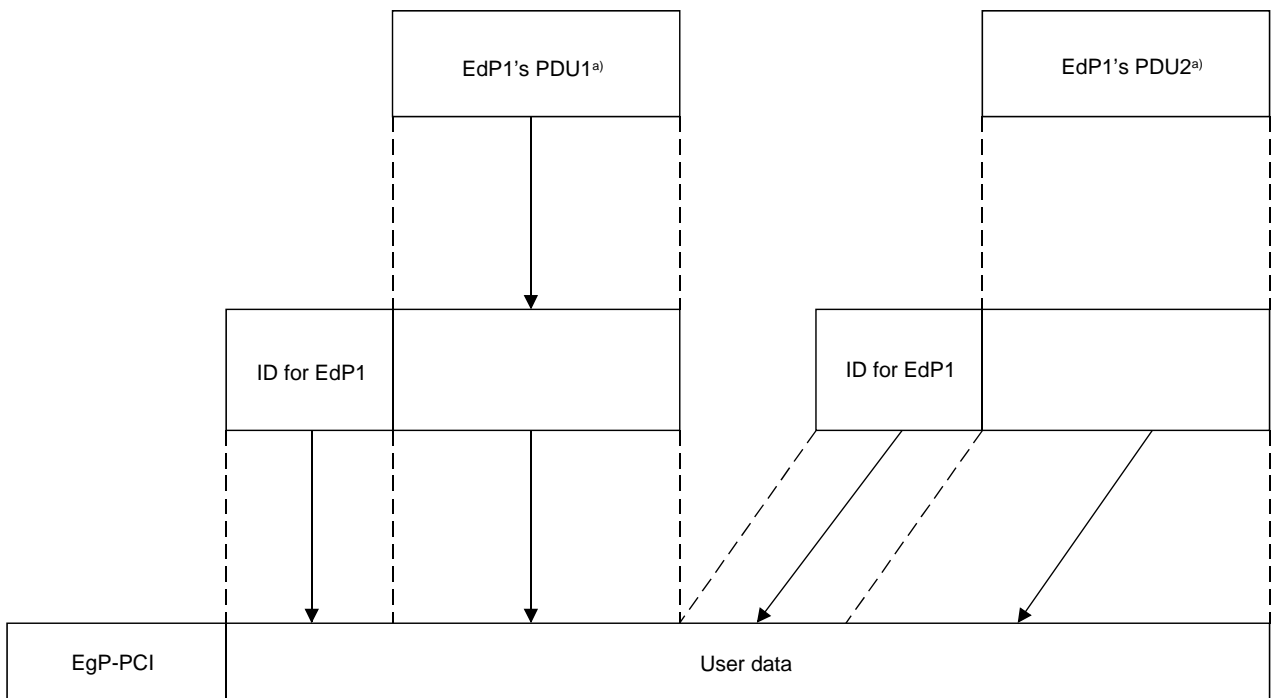 EdP1’s PDU1a)
EdP1’s PDU2a)
ID for EdP1
ID for EdP1
EgP-PCI
User data